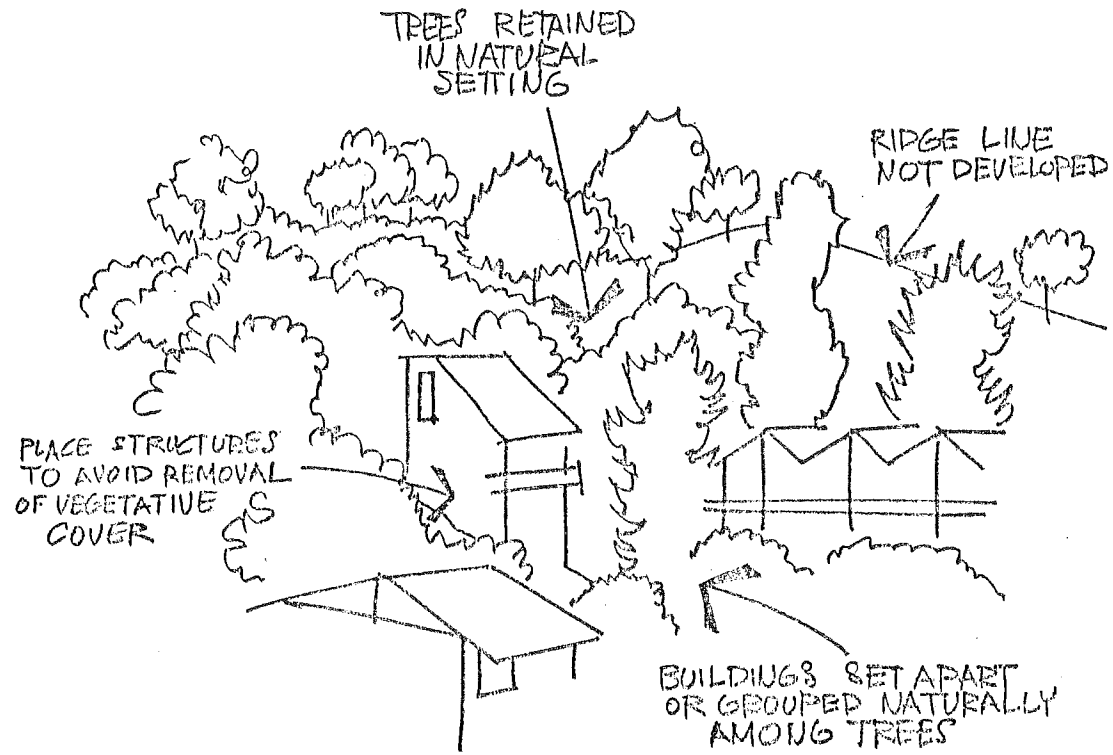 TREES RETAINED
IN NATURAL
SETTING
RIDGE LINE
NOT DEVELOPED
PLACE STRUCTURES
TO AVOID REMOVAL
OF VEGETATIVE
COVER
BUILDINGS SET APART
OR GROUPED NATURALLY
AMONG TREES